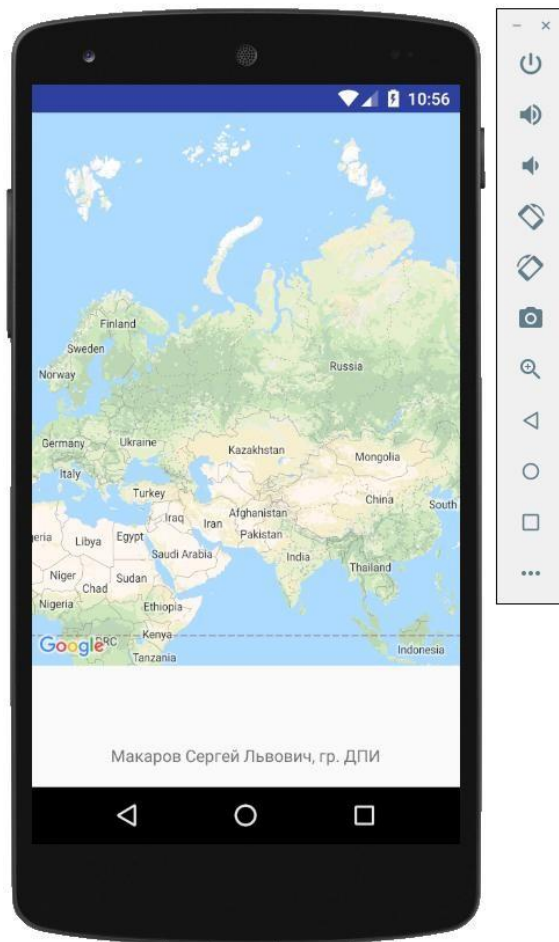 10:56
Finland
Sweden
Norway
Russia
Germany
Ukraine
Kazakhstan
Mongolia
Italy
Turkey
China
South
Iraq
Iran
Afghanistan
Pakistan
eria
Libya
Egypt
Saudi Arabia
India
Thailand
Niger
Chad
Sudan
Nigeria
Ethiopia
Google
DRC
Kenya
Tanzania
Indonesia
Макаров Сергей Львович, гр. ДПИ